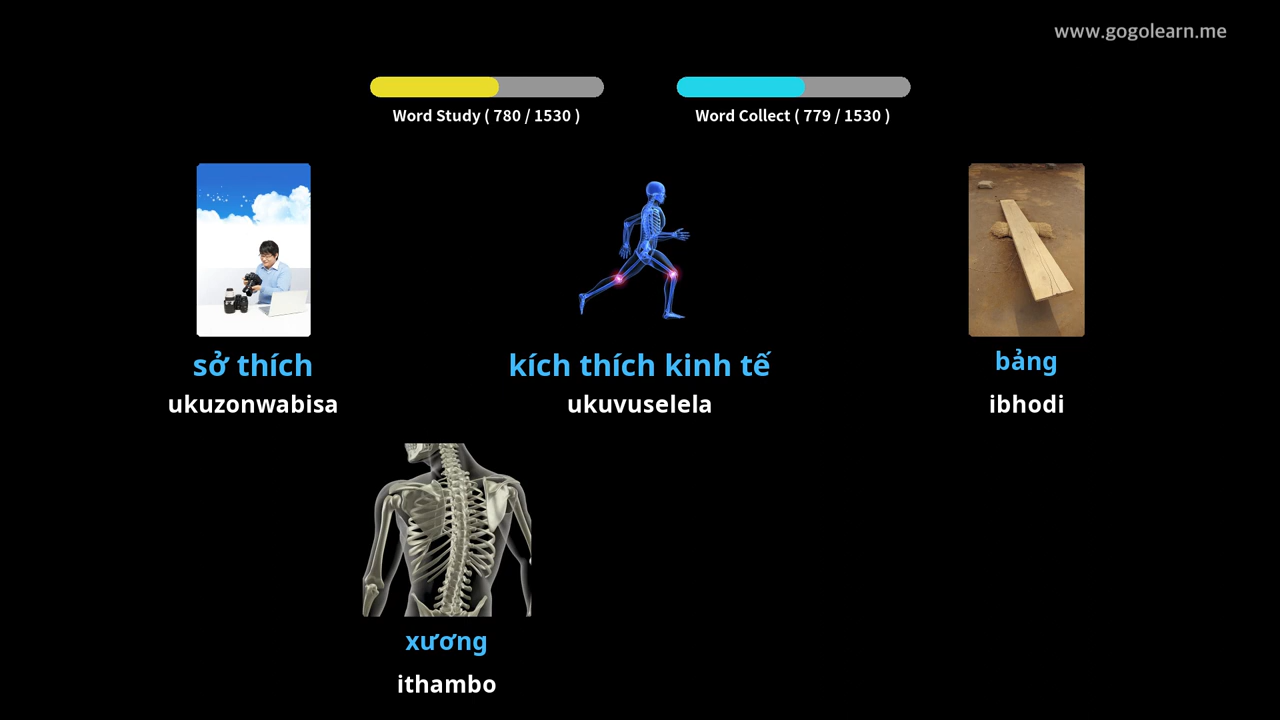 www.gogolearn.me
Word Study ( 780 / 1530 )
Word Collect ( 779 / 1530 )
sở thích
ukuzonwabisa
kích thích kinh tế
ukuvuselela
bảng
ibhodi
xương
ithambo